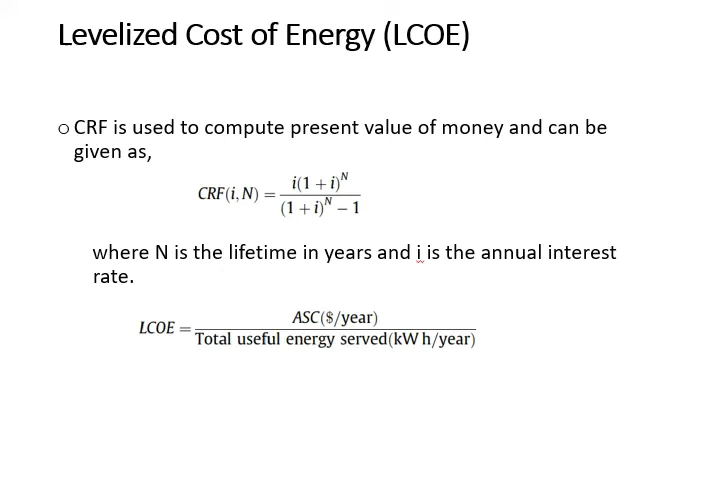 Levelized Cost of Energy (LCOE)
o CRF is used to compute present value of money and can be
given as,
CRF(i, N) = i(1 + i)^N / (1 + i)^N − 1
where N is the lifetime in years and i is the annual interest
rate.
LCOE = ASC($/year) / Total useful energy served(kW h/year)